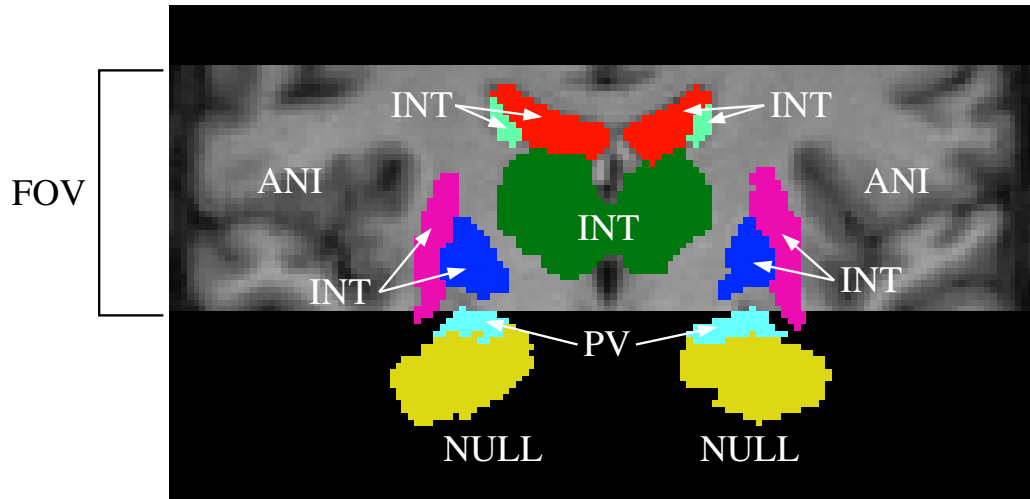 INT
INT
ANI
ANI
FOV
INT
INT
INT
PV
NULL
NULL